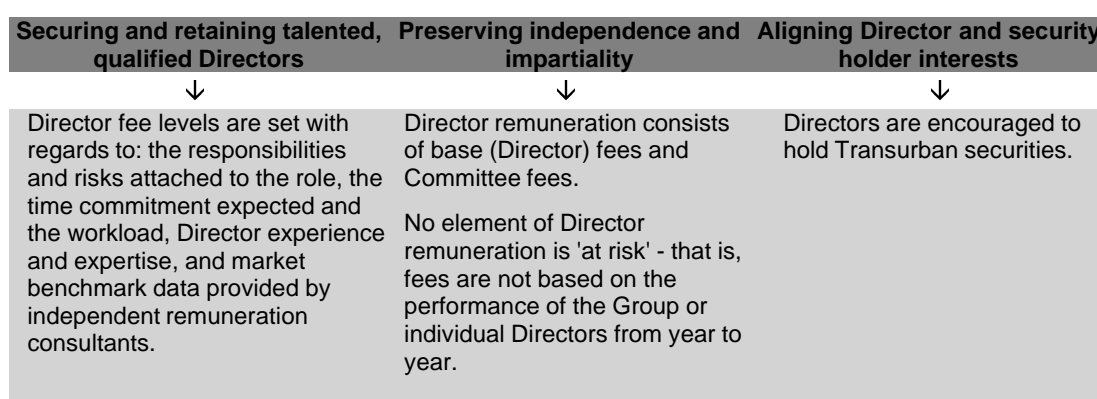 Securing and retaining talented,
qualified Directors
Preserving independence and
impartiality
Aligning Director and security
holder interests
Director fee levels are set with
regards to: the responsibilities
and risks attached to the role, the
time commitment expected and
the workload, Director experience
and expertise, and market
benchmark data provided by
independent remuneration
consultants.
Director remuneration consists
of base (Director) fees and
Committee fees.
No element of Director
remuneration is 'at risk' - that is,
fees are not based on the
performance of the Group or
individual Directors from year to
year.
Directors are encouraged to
hold Transurban securities.